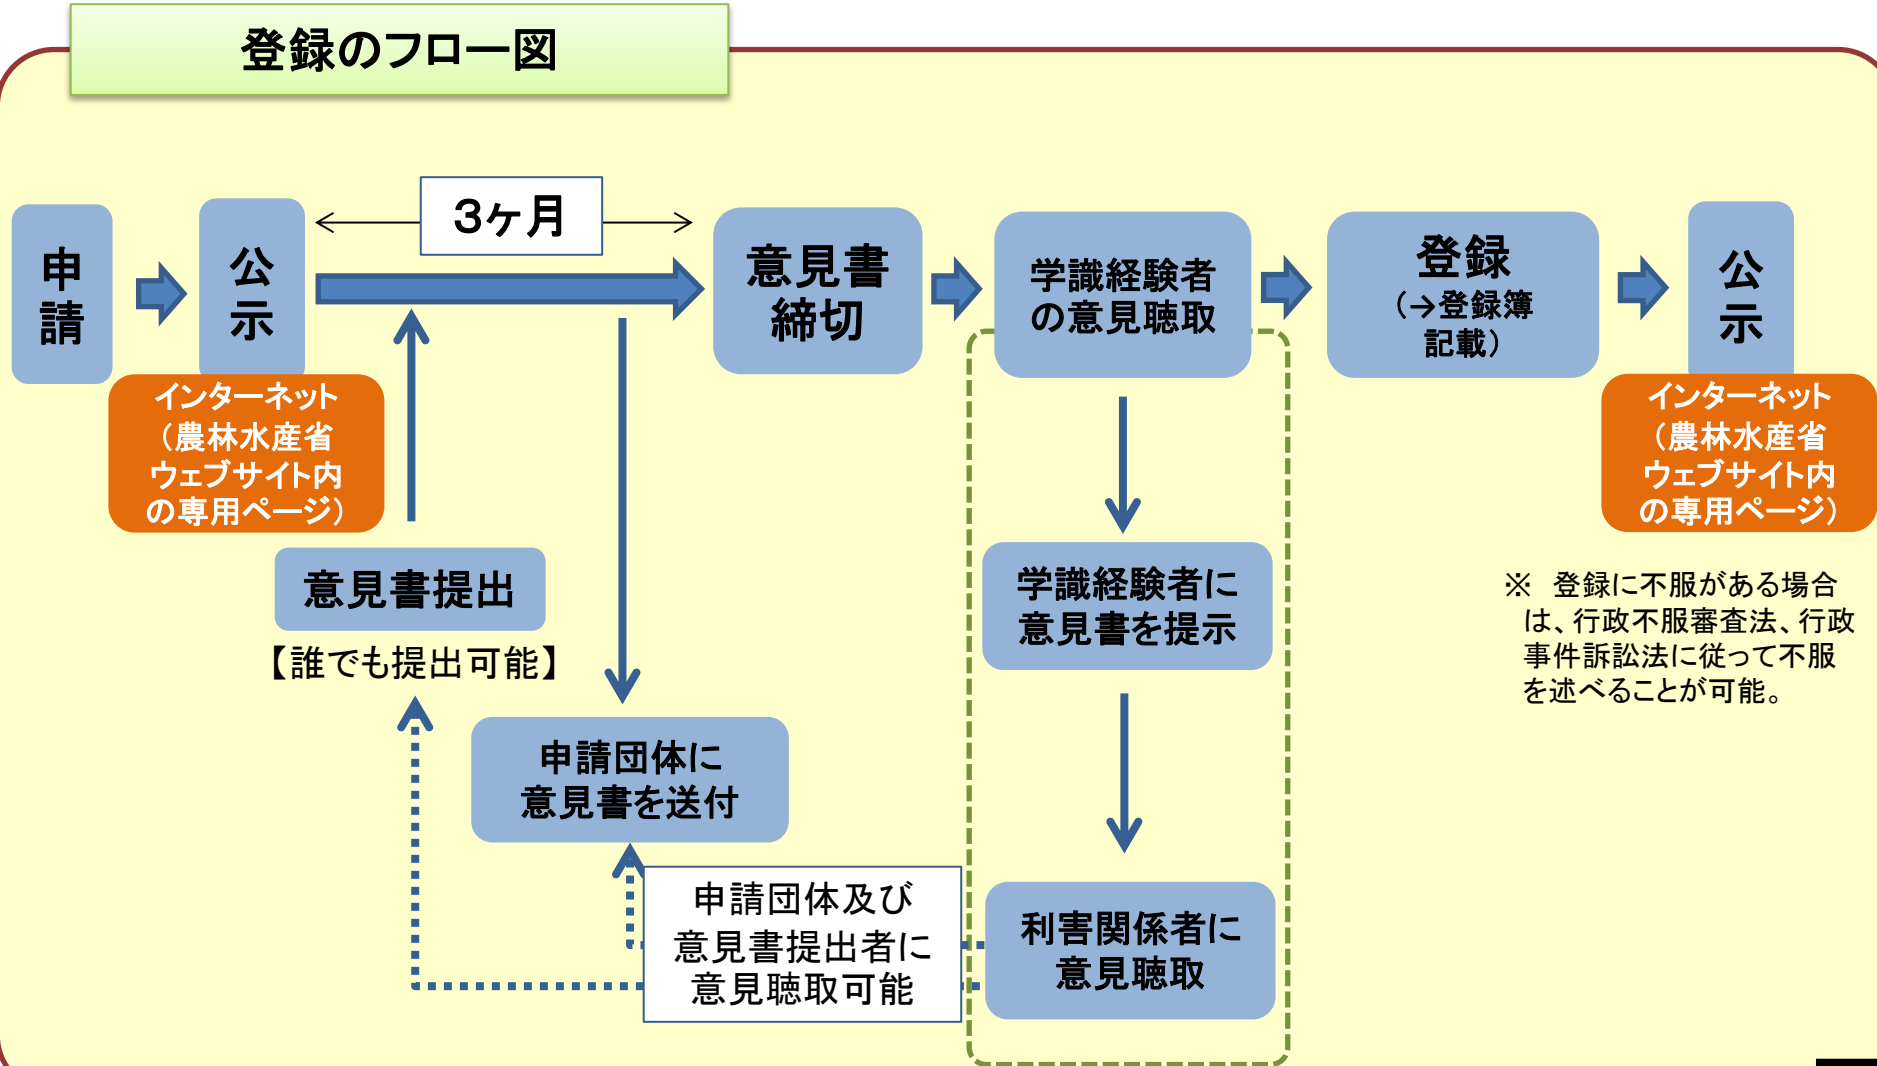 登録のフロー図
3ヶ月
申
請
公
示
意見書
締切
学識経験者
の意見聴取
登録
（→登録簿
記載）
公
示
インターネット
（農林水産省
ウェブサイト内
の専用ページ）
インターネット
（農林水産省
ウェブサイト内
の専用ページ）
意見書提出
【誰でも提出可能】
学識経験者に
意見書を提示
※　登録に不服がある場合
は、行政不服審査法、行政
事件訴訟法に従って不服
を述べることが可能。
申請団体に
意見書を送付
申請団体及び
意見書提出者に
意見聴取可能
利害関係者に
意見聴取